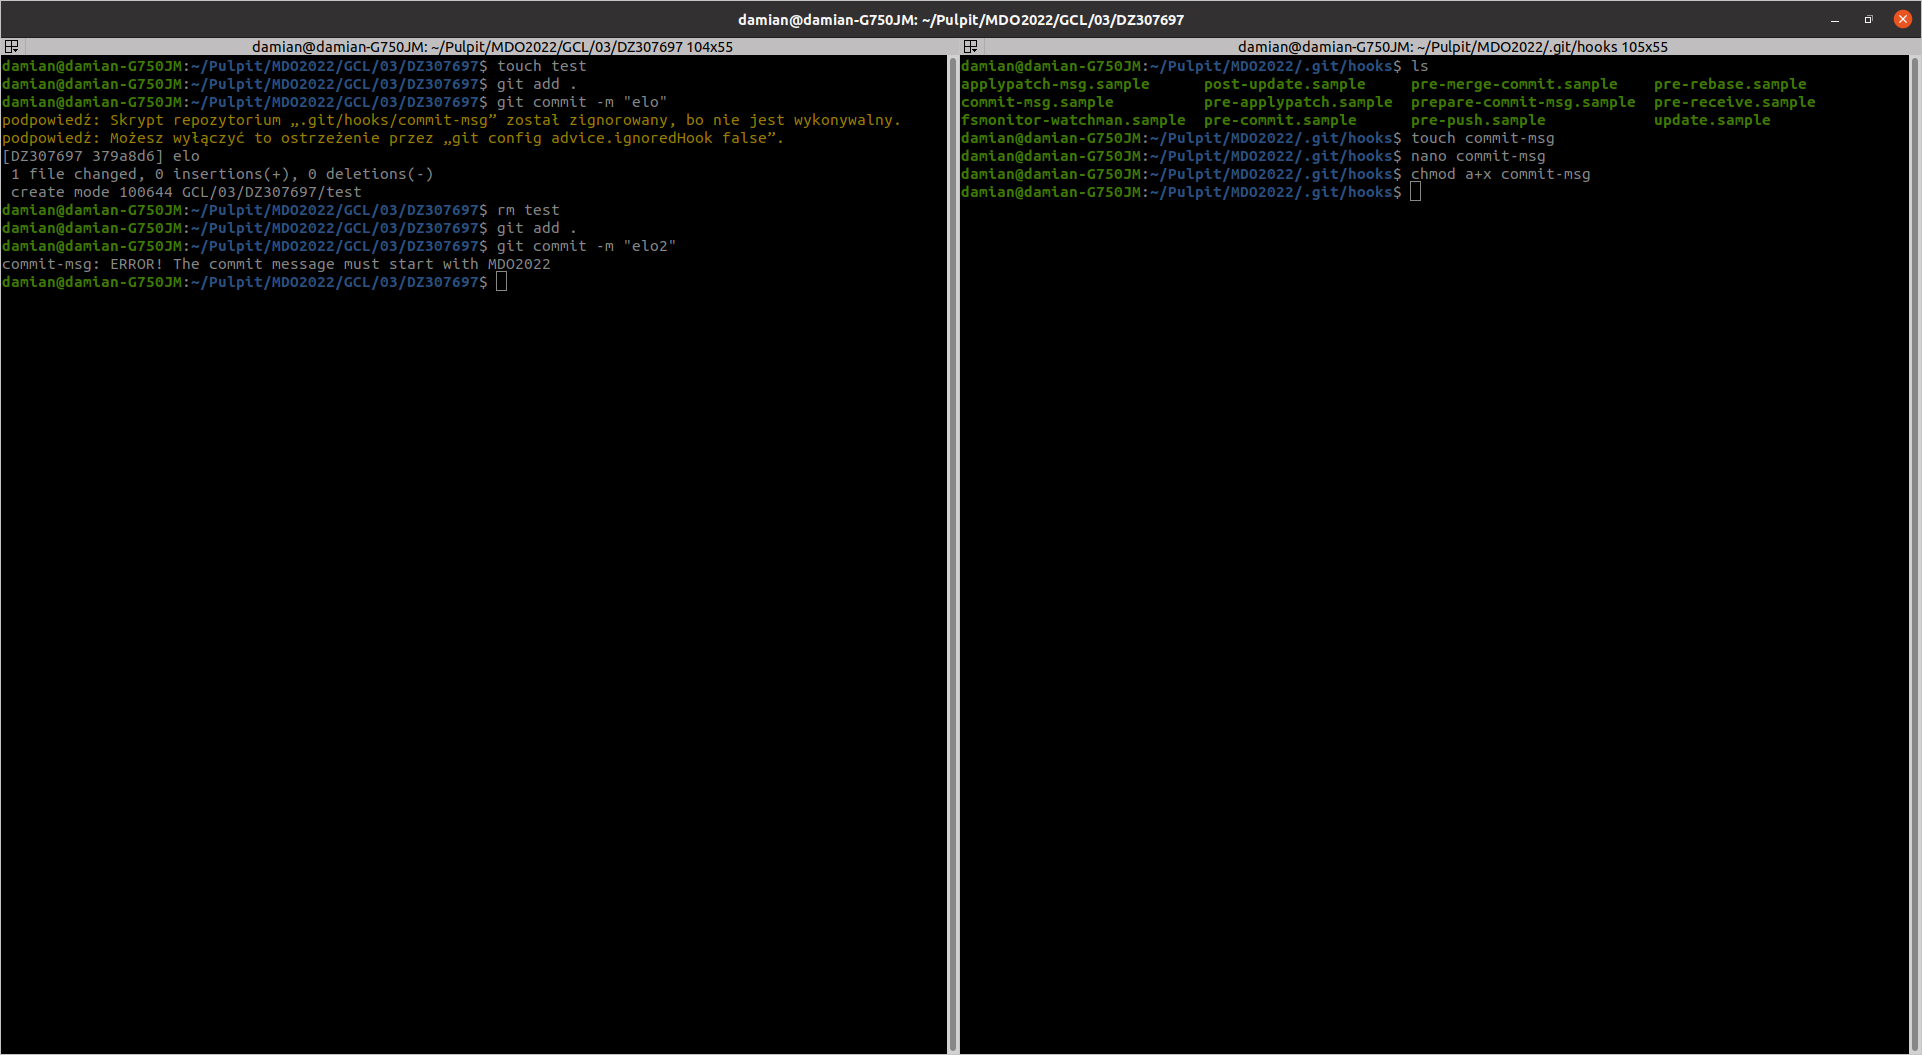 damian@damian-G750JM: ~/Pulpit/MDO2022/GCL/03/DZ307697
damian@damian-G750JM: ~/Pulpit/MDO2022/GCL/03/DZ307697 104x55
damian@damian-G750JM:~/Pulpit/MDO2022/GCL/03/DZ307697$ touch test
damian@damian-G750JM:~/Pulpit/MDO2022/GCL/03/DZ307697$ git add .
damian@damian-G750JM:~/Pulpit/MDO2022/GCL/03/DZ307697$ git commit -m "elo"
podpowiedź: Skrypt repozytorium „.git/hooks/commit-msg” został zignorowany, bo nie jest wykonywalny.
podpowiedź: Możesz wyłączyć to ostrzeżenie przez „git config advice.ignoredHook false”.
[DZ307697 379a8d6] elo
 1 file changed, 0 insertions(+), 0 deletions(-)
 create mode 100644 GCL/03/DZ307697/test
damian@damian-G750JM:~/Pulpit/MDO2022/GCL/03/DZ307697$ rm test
damian@damian-G750JM:~/Pulpit/MDO2022/GCL/03/DZ307697$ git add .
damian@damian-G750JM:~/Pulpit/MDO2022/GCL/03/DZ307697$ git commit -m "elo2"
commit-msg: ERROR! The commit message must start with MDO2022
damian@damian-G750JM:~/Pulpit/MDO2022/GCL/03/DZ307697$
damian@damian-G750JM: ~/Pulpit/MDO2022/.git/hooks 105x55
damian@damian-G750JM:~/Pulpit/MDO2022/.git/hooks$ ls
applypatch-msg.sample post-update.sample pre-merge-commit.sample pre-rebase.sample
commit-msg.sample pre-applypatch.sample prepare-commit-msg.sample pre-receive.sample
fsmonitor-watchman.sample pre-commit.sample pre-push.sample update.sample
damian@damian-G750JM:~/Pulpit/MDO2022/.git/hooks$ touch commit-msg
damian@damian-G750JM:~/Pulpit/MDO2022/.git/hooks$ nano commit-msg
damian@damian-G750JM:~/Pulpit/MDO2022/.git/hooks$ chmod a+x commit-msg
damian@damian-G750JM:~/Pulpit/MDO2022/.git/hooks$